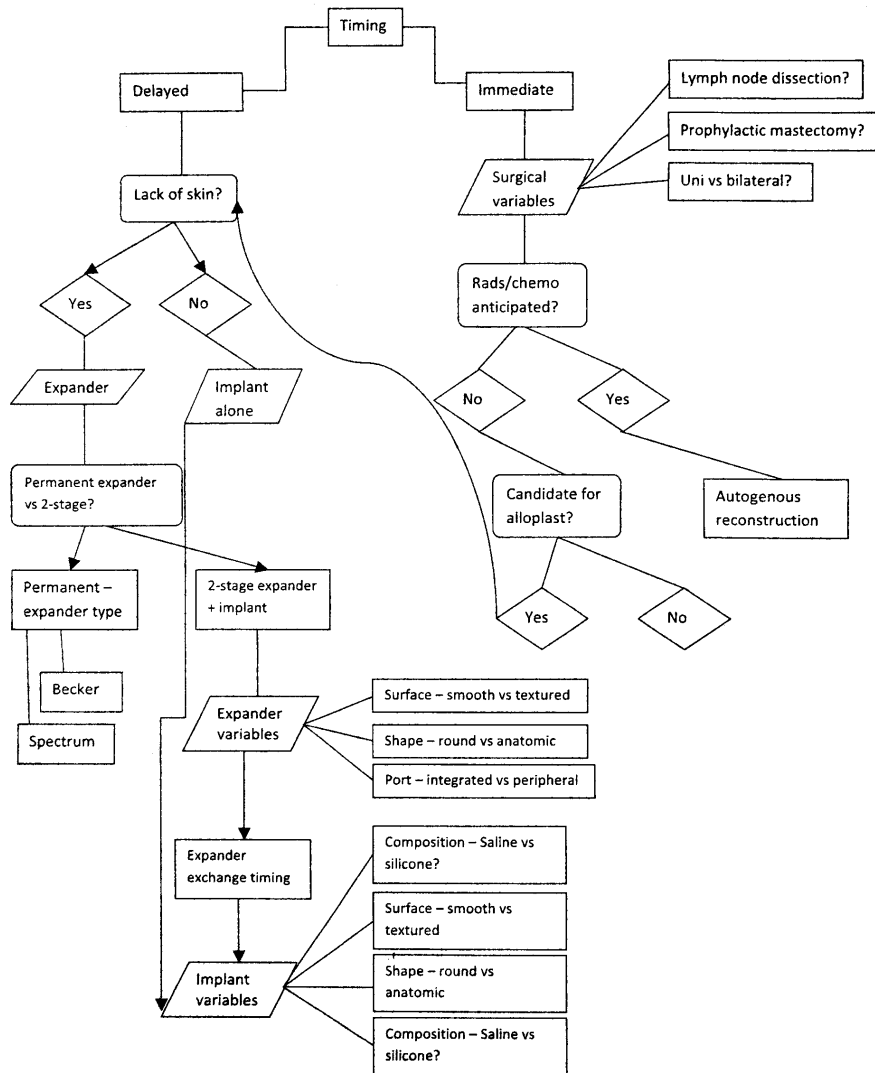 Timing
Delayed
Immediate
Lymph node dissection?
Prophylactic mastectomy?
Uni vs bilateral?
Surgical
variables
Lack of skin?
Rads/chemo
anticipated?
Yes
No
Expander
Implant
alone
No
Yes
Permanent expander
vs 2-stage?
Candidate for
alloplast?
Autogenous
reconstruction
Permanent –
expander type
2-stage expander
+ implant
Yes
No
Becker
Spectrum
Expander
variables
Surface – smooth vs textured
Shape – round vs anatomic
Port – integrated vs peripheral
Expander
exchange timing
Composition – Saline vs
silicone?
Surface – smooth vs
textured
Implant
variables
Shape – round vs
anatomic
Composition – Saline vs
silicone?